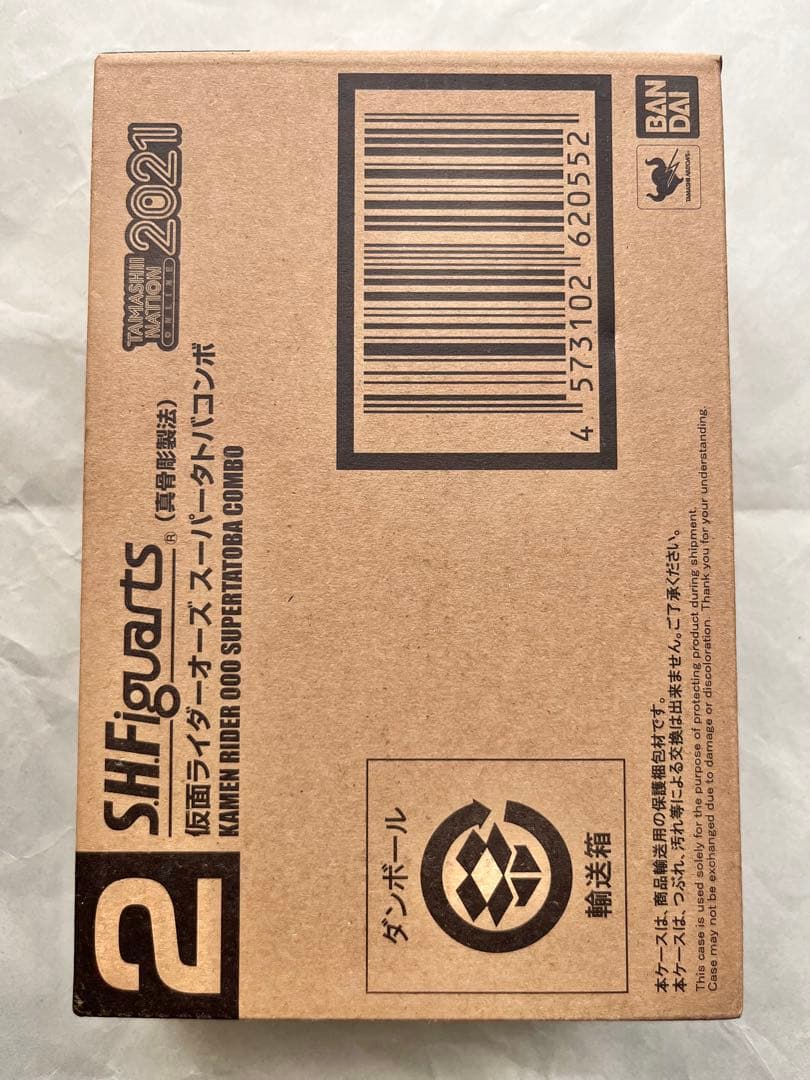 2
S.H.Figuarts
®
(真骨彫製法)
TAMASHII
NATION
ONLINE
2021
仮面ライダーオーズ スーパータトバコンボ
KAMEN RIDER OOO SUPERTATOBA COMBO
4 573102 620552
BAN
DAI
TAMASHII NATIONS
ダンボール
輸送箱
本ケースは、商品輸送用の保護梱包材です。
本ケースは、つぶれ、汚れ等による交換は出来ません。ご了承ください。
This case is used solely for the purpose of protecting product during shipment.
Case may not be exchanged due to damage or discoloration. Thank you for your understanding.